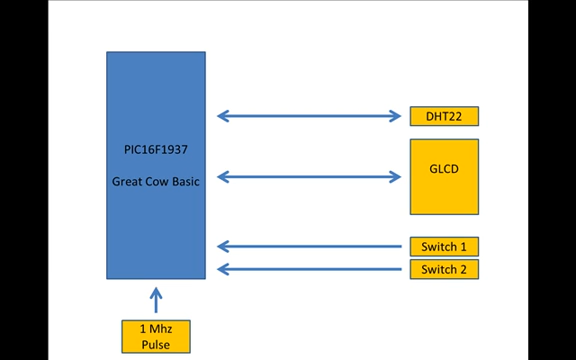 PIC16F1937
Great Cow Basic
DHT22
GLCD
Switch 1
Switch 2
1 Mhz
Pulse